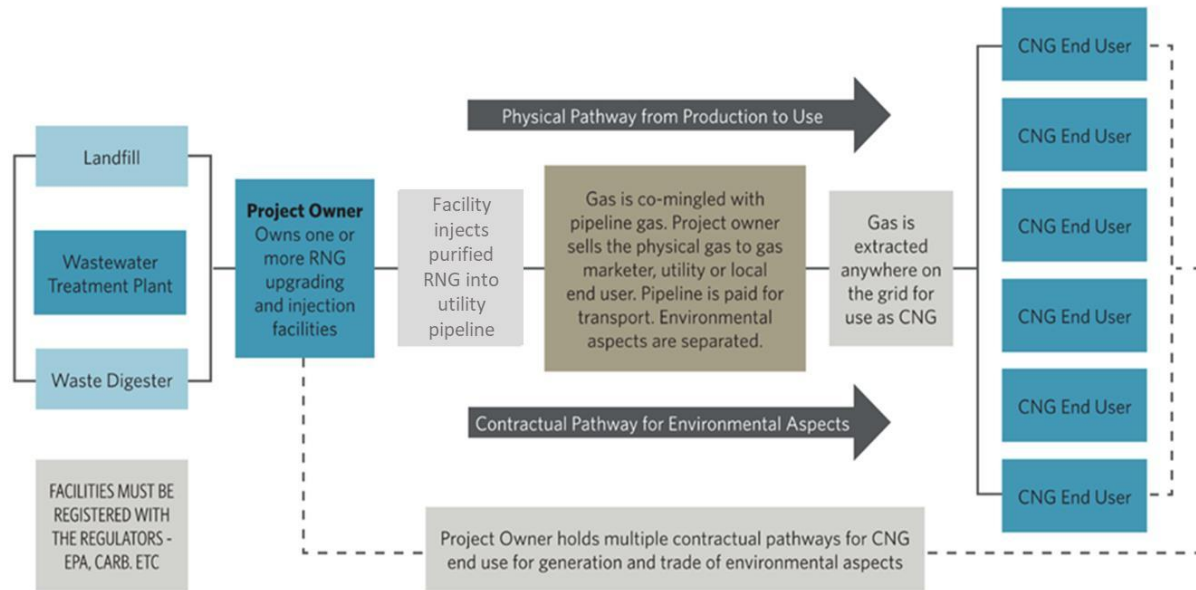 Landfill
Wastewater
Treatment Plant
Waste Digester
FACILITIES MUST BE
REGISTERED WITH
THE REGULATORS -
EPA, CARB. ETC
Project Owner
Owns one or
more RNG
upgrading
and injection
facilities
Facility
injects
purified
RNG into
utility
pipeline
Physical Pathway from Production to Use
Gas is co-mingled with
pipeline gas. Project owner
sells the physical gas to gas
marketer, utility or local
end user. Pipeline is paid for
transport. Environmental
aspects are separated.
Contractual Pathway for Environmental Aspects
Project Owner holds multiple contractual pathways for CNG
end use for generation and trade of environmental aspects
Gas is
extracted
anywhere on
the grid for
use as CNG
CNG End User
CNG End User
CNG End User
CNG End User
CNG End User
CNG End User